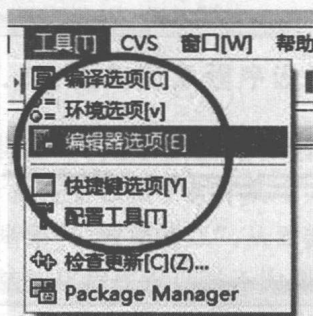 工具[T] CVS 窗口[W] 帮助
编译选项[C]
环境选项[v]
编辑器选项[E]
快捷键选项[Y]
配置工具[T]
检查更新[C](Z)...
Package Manager